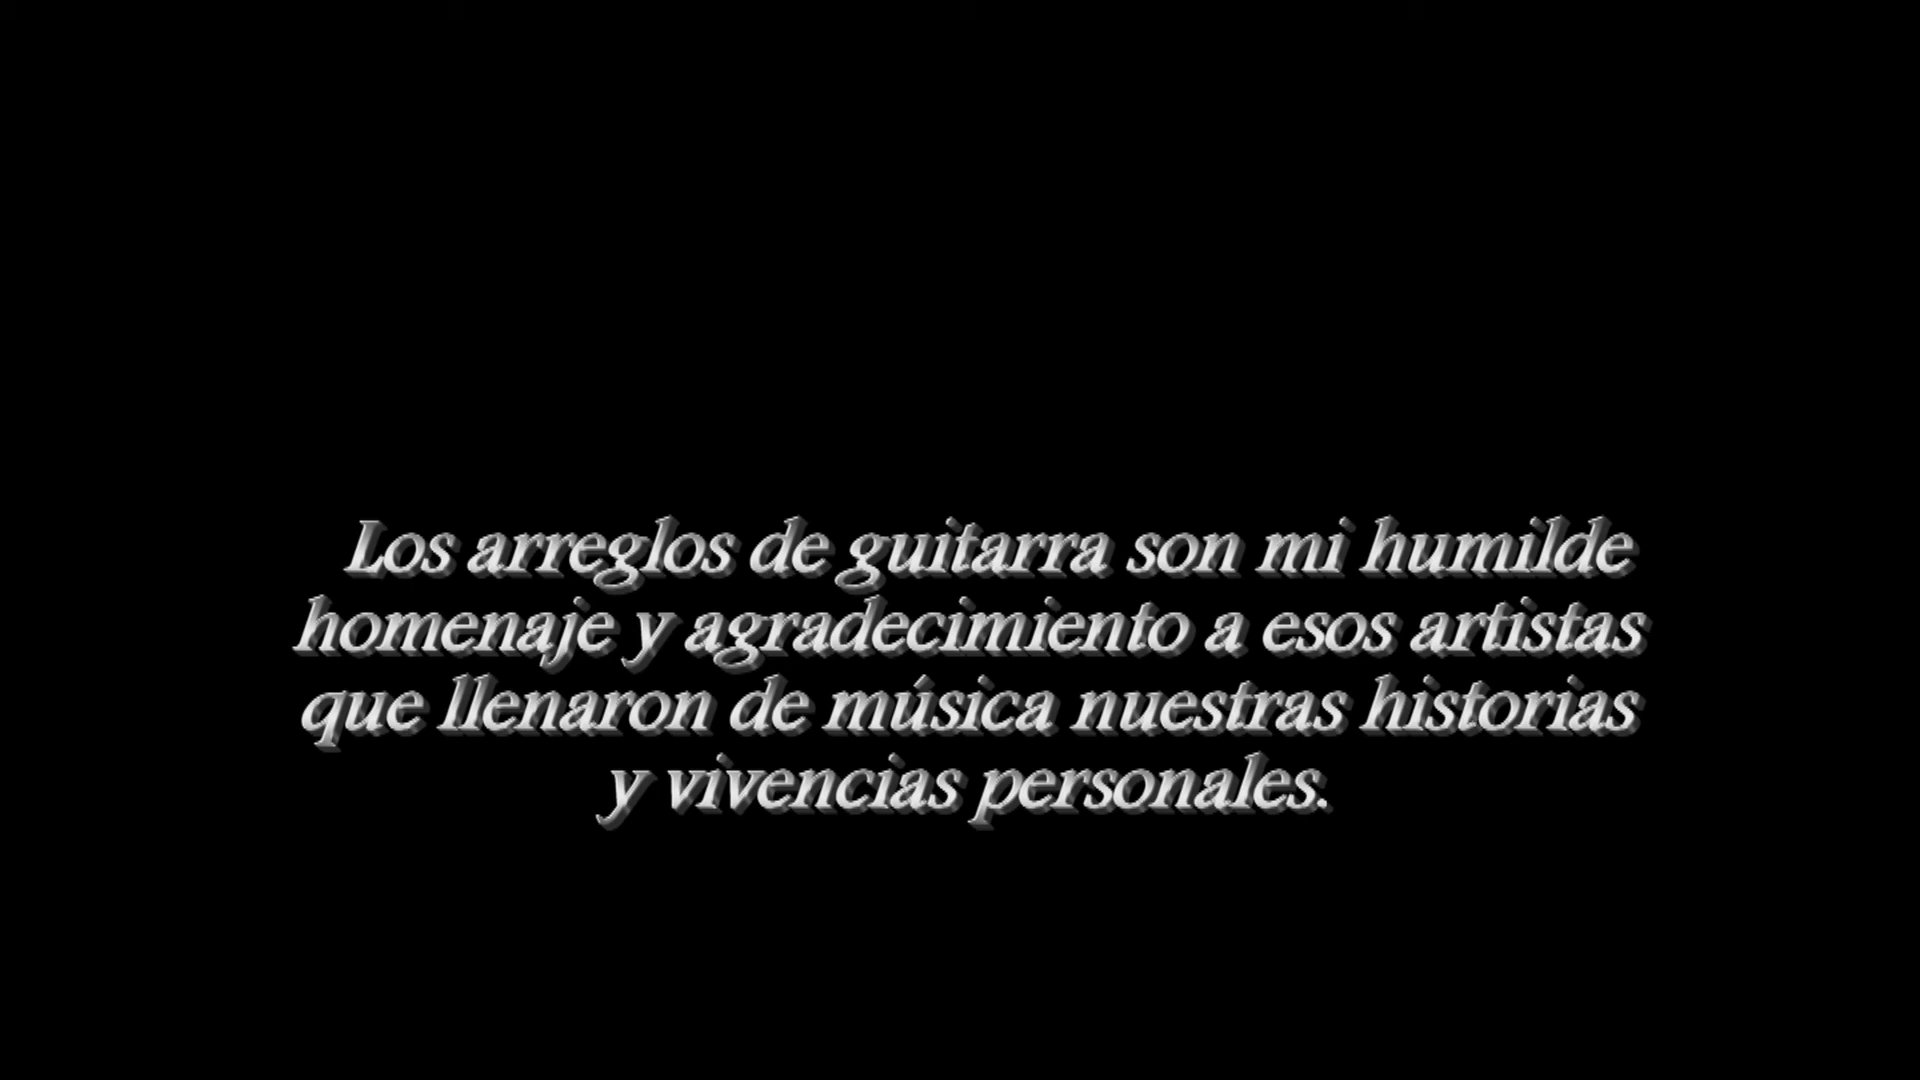 Los arreglos de guitarra son mi humilde
homenaje y agradecimiento a esos artistas
que llenaron de música nuestras historias
y vivencias personales.